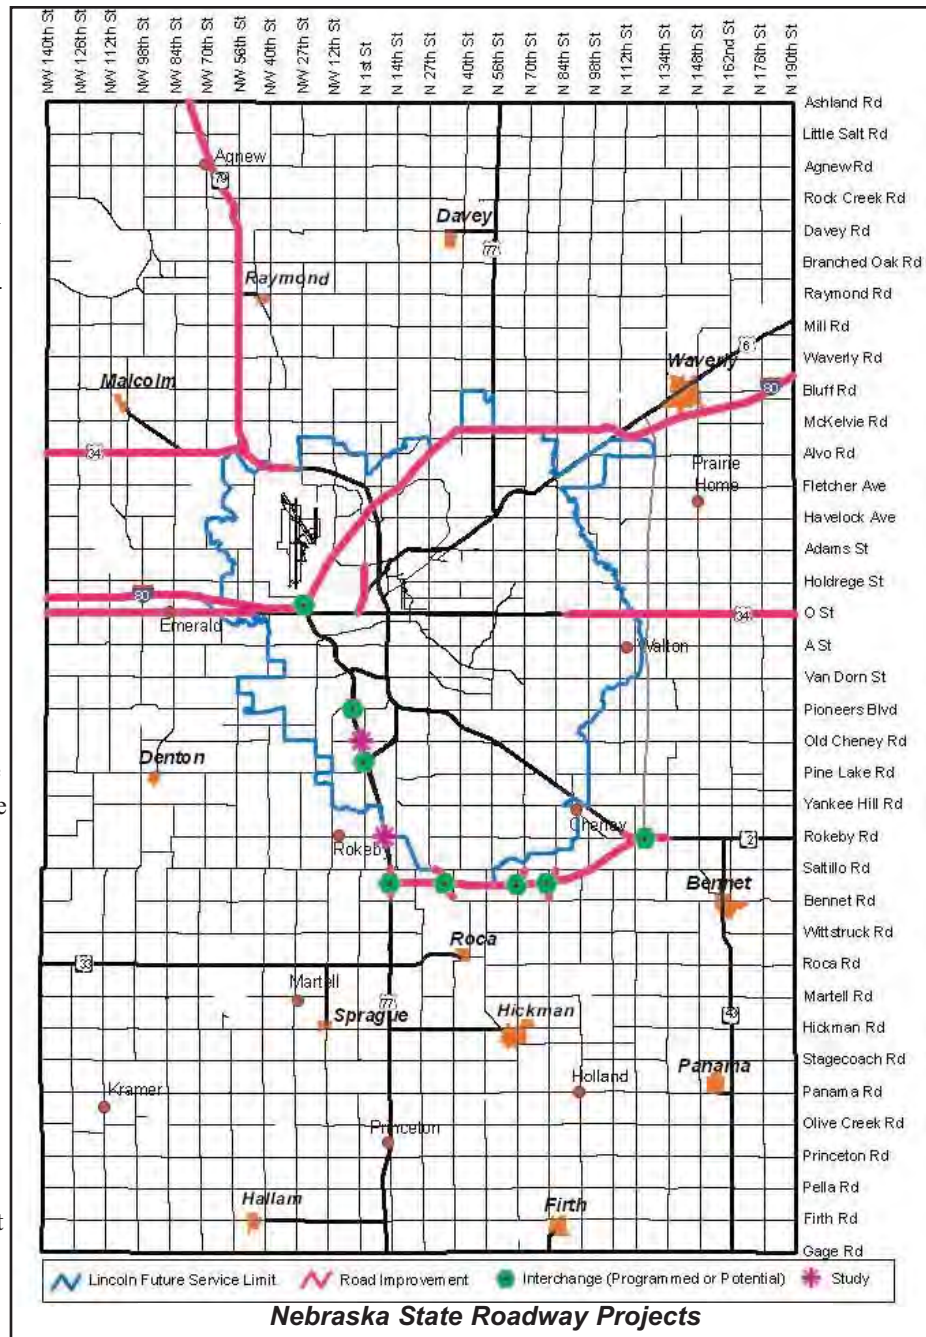 NW 140th St
NW 126th St
NW 112th St
NW 98th St
NW 84th St
NW 70th St
NW 56th St
NW 40th St
NW 27th St
NW 12th St
N 1st St
N 14th St
N 27th St
N 40th St
N 56th St
N 70th St
N 84th St
N 98th St
N 112th St
N 134th St
N 148th St
N 162nd St
N 176th St
N 190th St
Ashland Rd
Little Salt Rd
Agnew
Agnew Rd
79
Rock Creek Rd
Davey
Davey Rd
77
Branched Oak Rd
Raymond
Raymond Rd
Mill Rd
6
Waverly
Waverly Rd
Malcolm
80
Bluff Rd
McKelvie Rd
34
Alvo Rd
Prairie
Home
Fletcher Ave
Havelock Ave
Adams St
Holdrege St
80
O St
34
Emerald
A St
Walton
Van Dorn St
Pioneers Blvd
Old Cheney Rd
Denton
Pine Lake Rd
Yankee Hill Rd
Cheney
Rokeby Rd
2
Rokeby
Saltillo Rd
Bennet
Bennet Rd
Wittstruck Rd
Roca
33
Roca Rd
Martell
77
Martell Rd
Sprague
Hickman
43
Hickman Rd
Stagecoach Rd
Panama
Holland
Kramer
Panama Rd
Olive Creek Rd
Princeton
Princeton Rd
Pella Rd
Hallam
Firth
Firth Rd
Gage Rd
Lincoln Future Service Limit Road Improvement Interchange (Programmed or Potential) Study
Nebraska State Roadway Projects
e
t